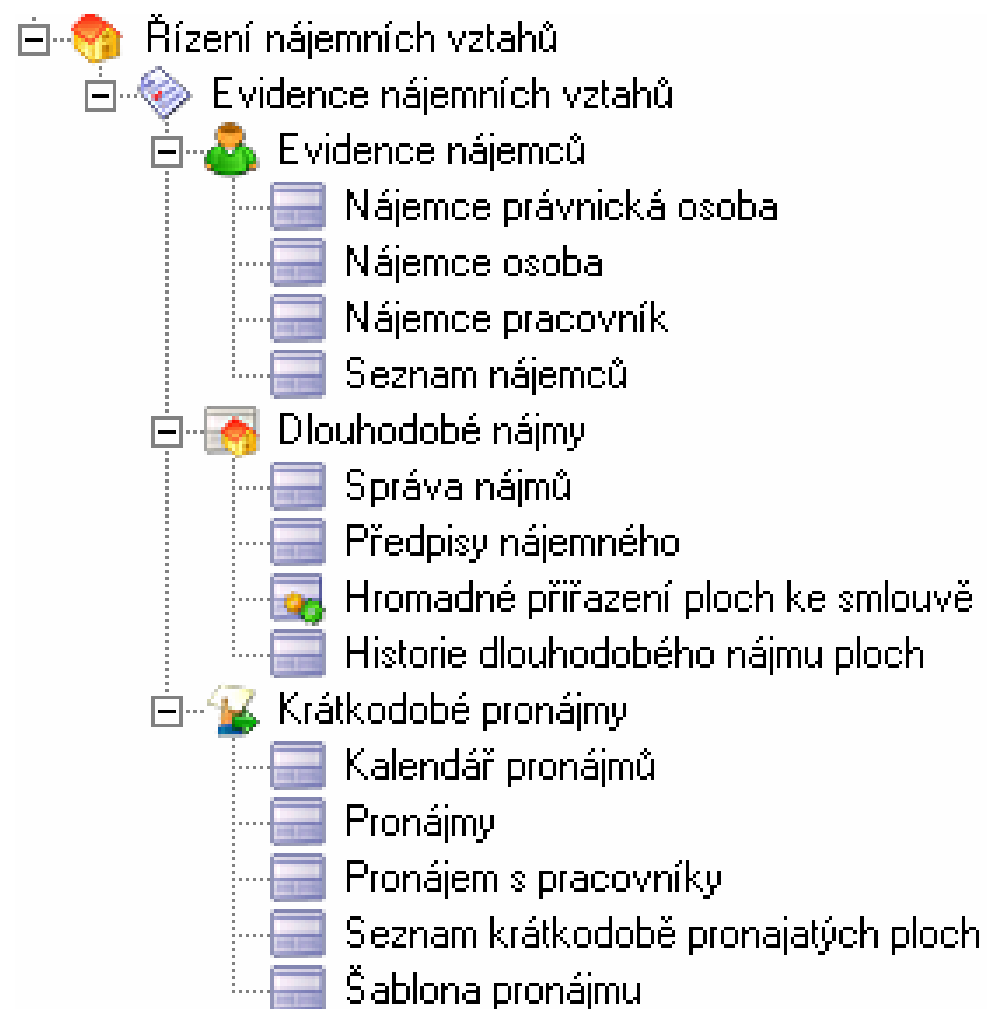 Řízení nájemních vztahů
Evidence nájemních vztahů
Evidence nájemců
Nájemce právnická osoba
Nájemce osoba
Nájemce pracovník
Seznam nájemců
Dlouhodobé nájmy
Správa nájmů
Předpisy nájemného
Hromadné přiřazení ploch ke smlouvě
Historie dlouhodobého nájmu ploch
Krátkodobé pronájmy
Kalendář pronájmů
Pronájmy
Pronájem s pracovníky
Seznam krátkodobě pronajatých ploch
Šablona pronájmu